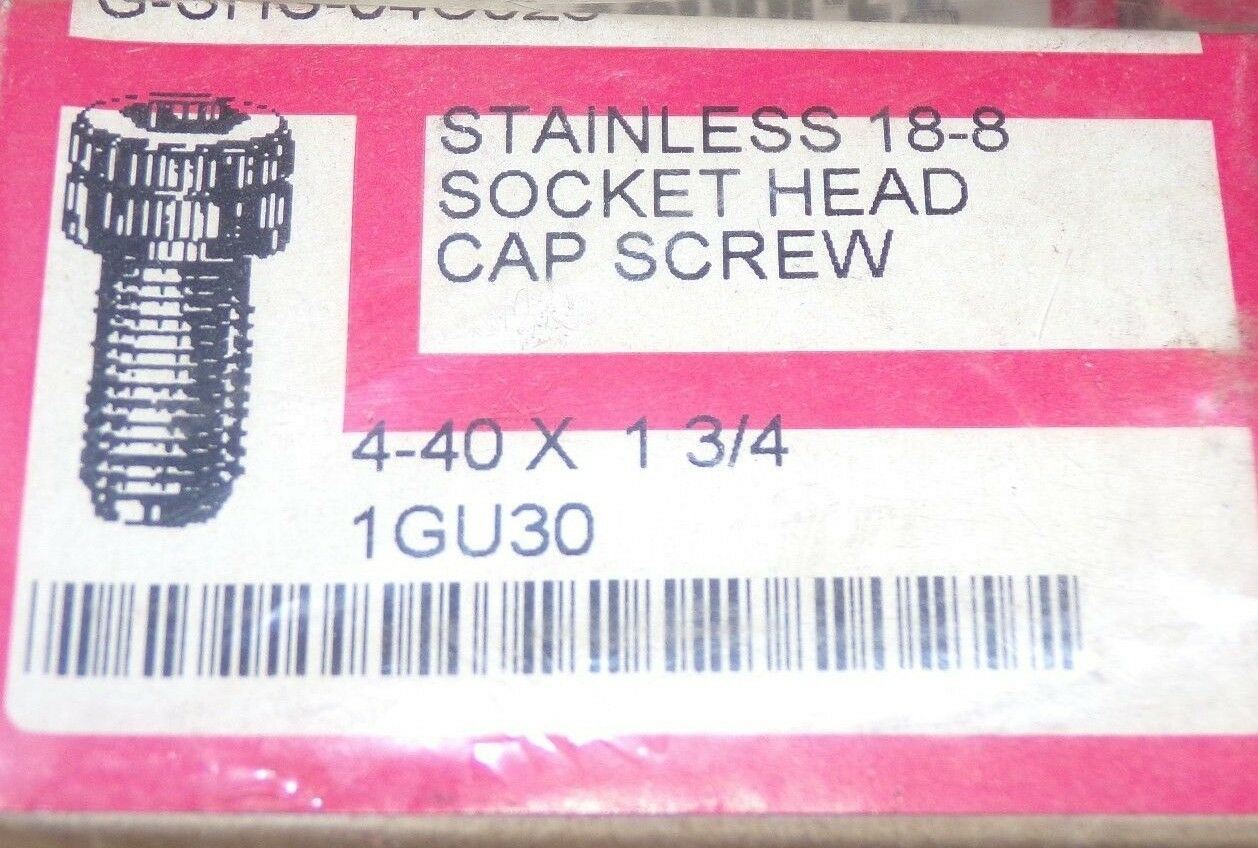 STAINLESS 18-8
SOCKET HEAD
CAP SCREW
4-40 X 1 3/4
1GU30